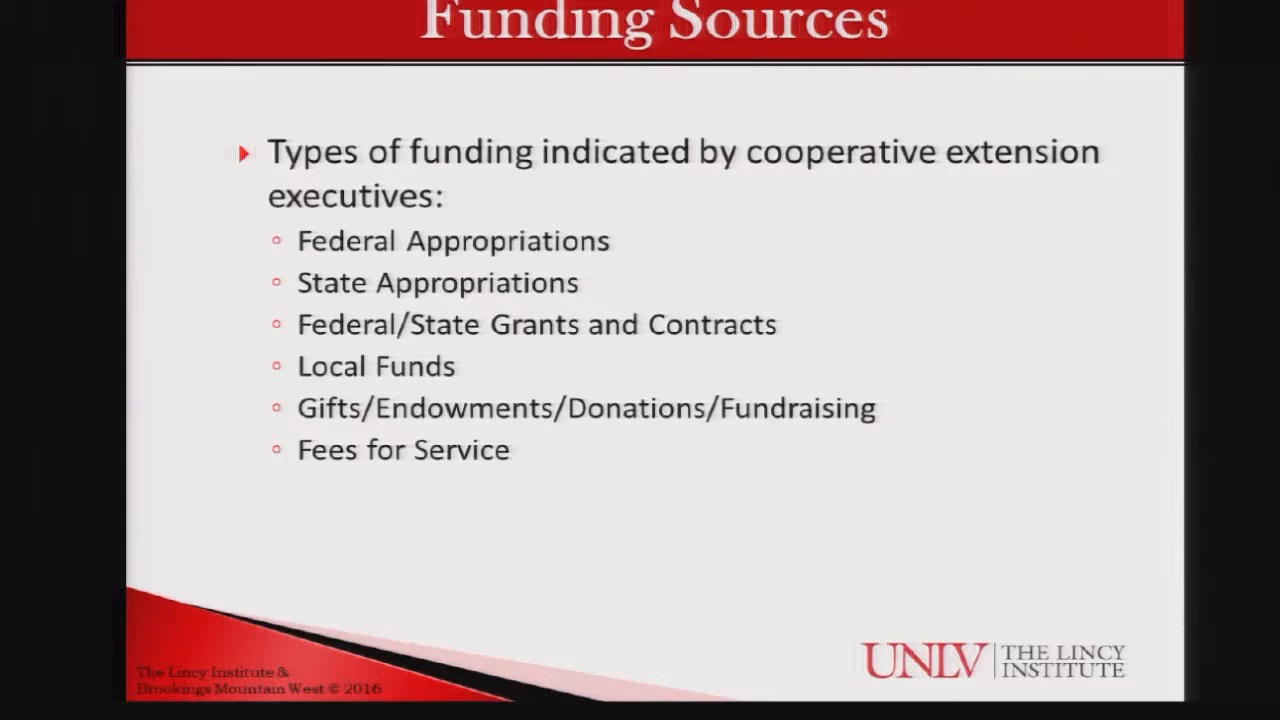 Funding Sources
Types of funding indicated by cooperative extension
executives:
Federal Appropriations
State Appropriations
Federal/State Grants and Contracts
Local Funds
Gifts/Endowments/Donations/Fundraising
Fees for Service
The Lincy Institute &
Brookings Mountain West © 2016
UNLV THE LINCY
INSTITUTE